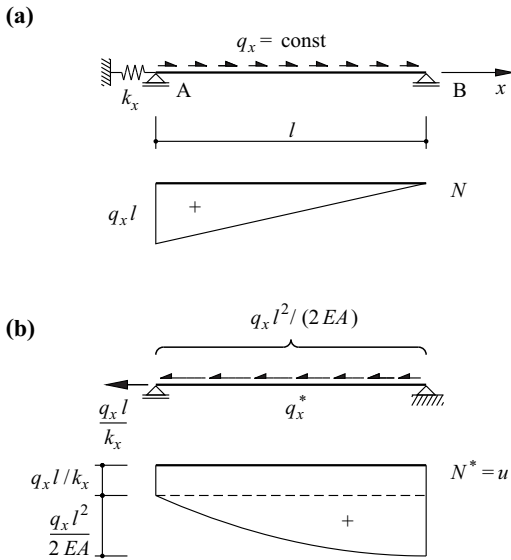 (a)
q_x = const
k_x
A
B
x
l
q_x l
+
N
(b)
q_x l^2 / (2 EA)
q_x l
k_x
q_x^*
q_x l / k_x
N^* = u
q_x l^2
2 EA
+